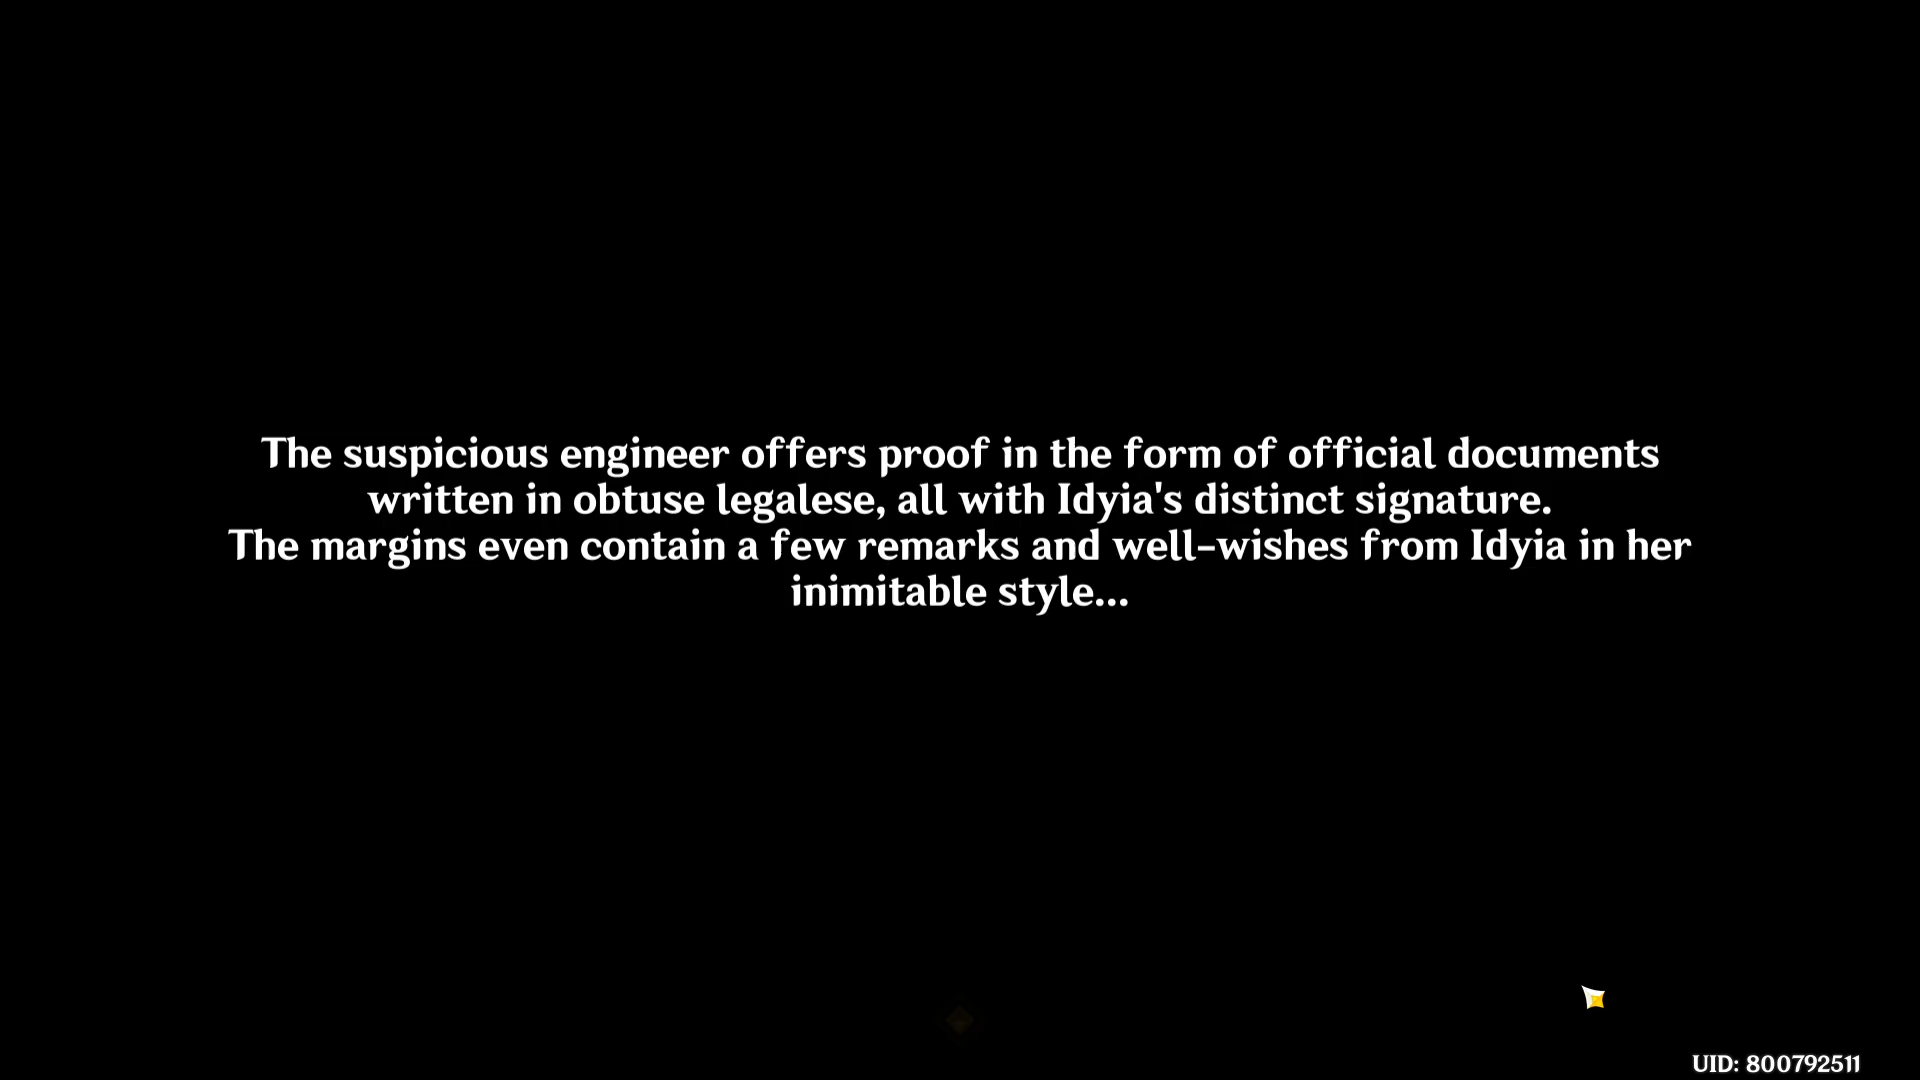 The suspicious engineer offers proof in the form of official documents
written in obtuse legalese, all with Idyia's distinct signature.
The margins even contain a few remarks and well-wishes from Idyia in her
inimitable style...
UID: 800792511